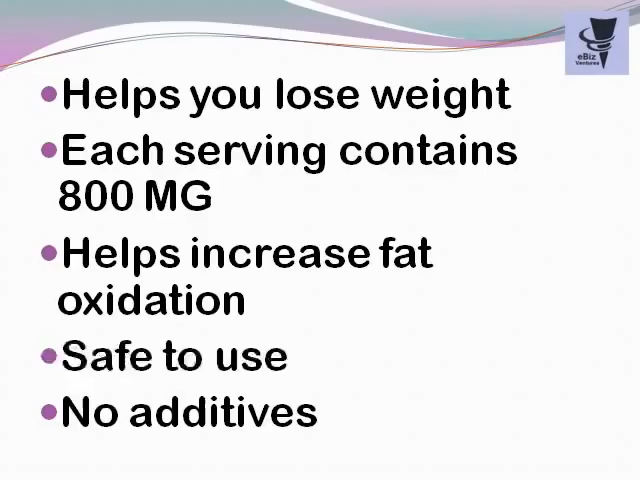 eBiz
Ventures
Helps you lose weight
Each serving contains
800 MG
Helps increase fat
oxidation
Safe to use
No additives